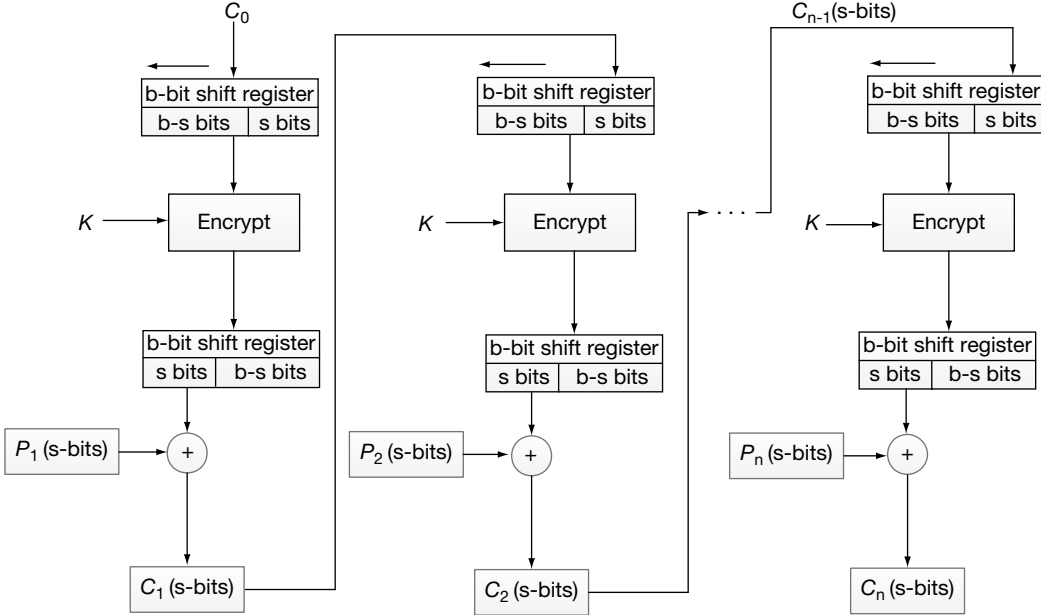 C0
Cn-1(s-bits)
b-bit shift register
b-s bits s bits
b-bit shift register
b-s bits s bits
b-bit shift register
b-s bits s bits
K
Encrypt
K
Encrypt
. . . .
K
Encrypt
b-bit shift register
s bits b-s bits
b-bit shift register
s bits b-s bits
b-bit shift register
s bits b-s bits
P1 (s-bits)
+
P2 (s-bits)
+
Pn (s-bits)
+
C1 (s-bits)
C2 (s-bits)
Cn (s-bits)